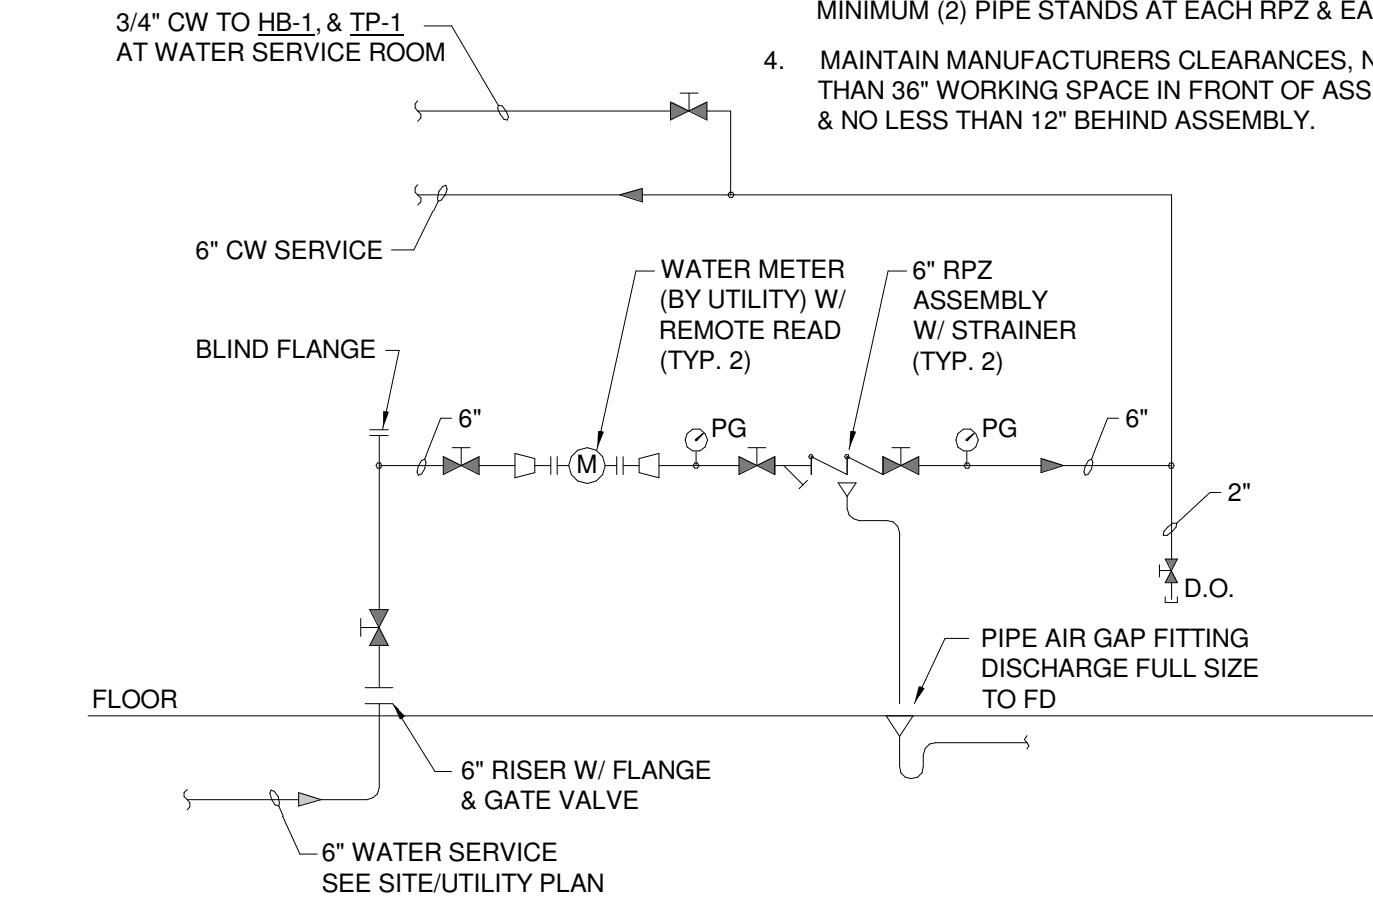 3/4" CW TO HB-1, & TP-1
AT WATER SERVICE ROOM
MINIMUM (2) PIPE STANDS AT EACH RPZ &
4. MAINTAIN MANUFACTURERS CLEARANCES,
THAN 36" WORKING SPACE IN FRONT OF
& NO LESS THAN 12" BEHIND ASSEMBLY.
6" CW SERVICE
WATER METER
(BY UTILITY) W/
REMOTE READ
(TYP. 2)
6" RPZ
ASSEMBLY
W/ STRAINER
(TYP. 2)
BLIND FLANGE
6"
M
PG
PG
6"
2"
D.O.
PIPE AIR GAP FITTING
DISCHARGE FULL SIZE
TO FD
FLOOR
6" RISER W/ FLANGE
& GATE VALVE
6" WATER SERVICE
SEE SITE/UTILITY PLAN